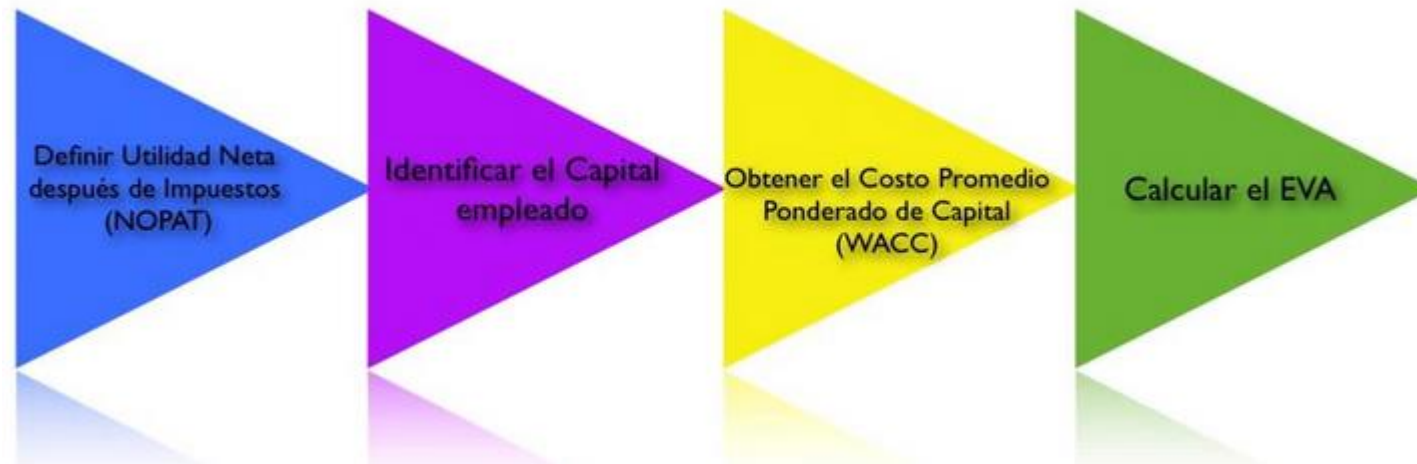 Definir Utilidad Neta
después de Impuestos
(NOPAT)
Identificar el Capital
empleado
Obtener el Costo Promedio
Ponderado de Capital
(WACC)
Calcular el EVA